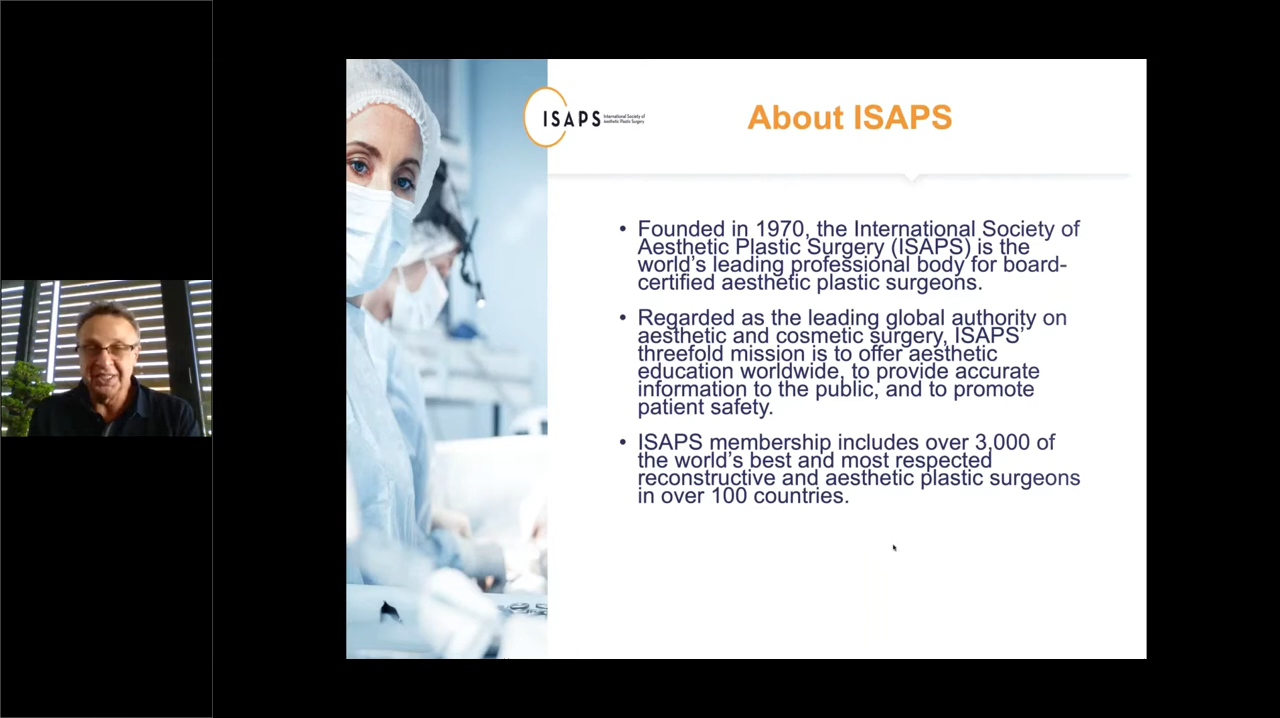 ISAPS
International Society of
Aesthetic Plastic Surgery
About ISAPS
• Founded in 1970, the International Society of
Aesthetic Plastic Surgery (ISAPS) is the
world’s leading professional body for board-
certified aesthetic plastic surgeons.
• Regarded as the leading global authority on
aesthetic and cosmetic surgery, ISAPS’
threefold mission is to offer aesthetic
education worldwide, to provide accurate
information to the public, and to promote
patient safety.
• ISAPS membership includes over 3,000 of
the world’s best and most respected
reconstructive and aesthetic plastic surgeons
in over 100 countries.